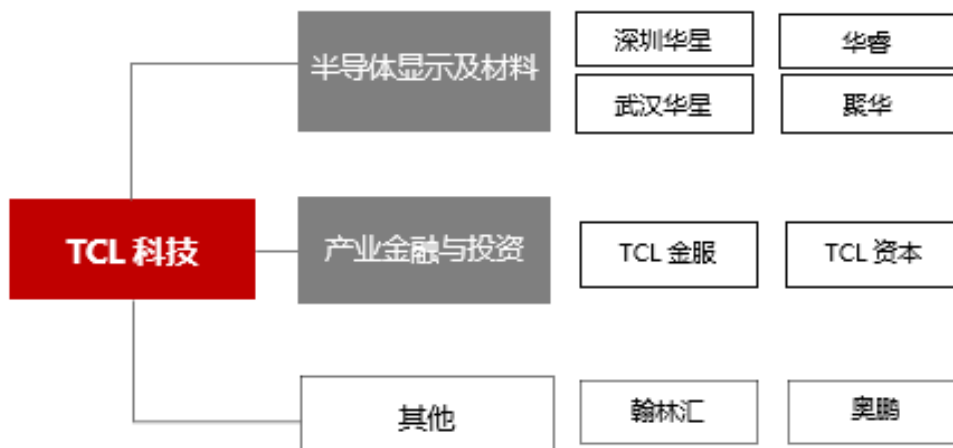 半导体显示及材料
深圳华星
华睿
武汉华星
聚华
TCL 科技
产业金融与投资
TCL 金服
TCL 资本
其他
翰林汇
奥鹏